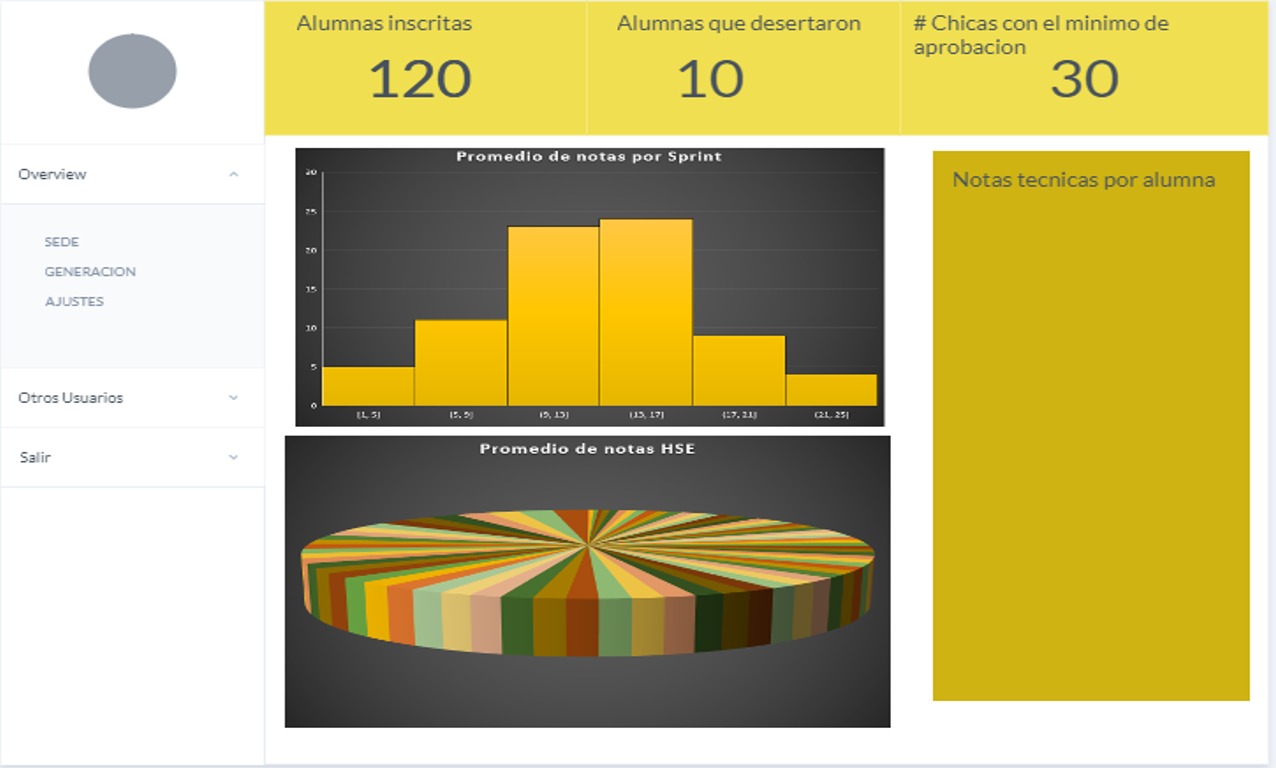 Alumnas inscritas
120
Alumnas que desertaron
10
# Chicas con el minimo de
aprobacion
30
Overview
SEDE
GENERACION
AJUSTES
Otros Usuarios
Salir
Promedio de notas por Sprint
30
25
20
15
10
5
0
[1, 5] (5, 9] (9, 13] (13, 17] (17, 21] (21, 25]
Promedio de notas HSE
Notas tecnicas por alumna